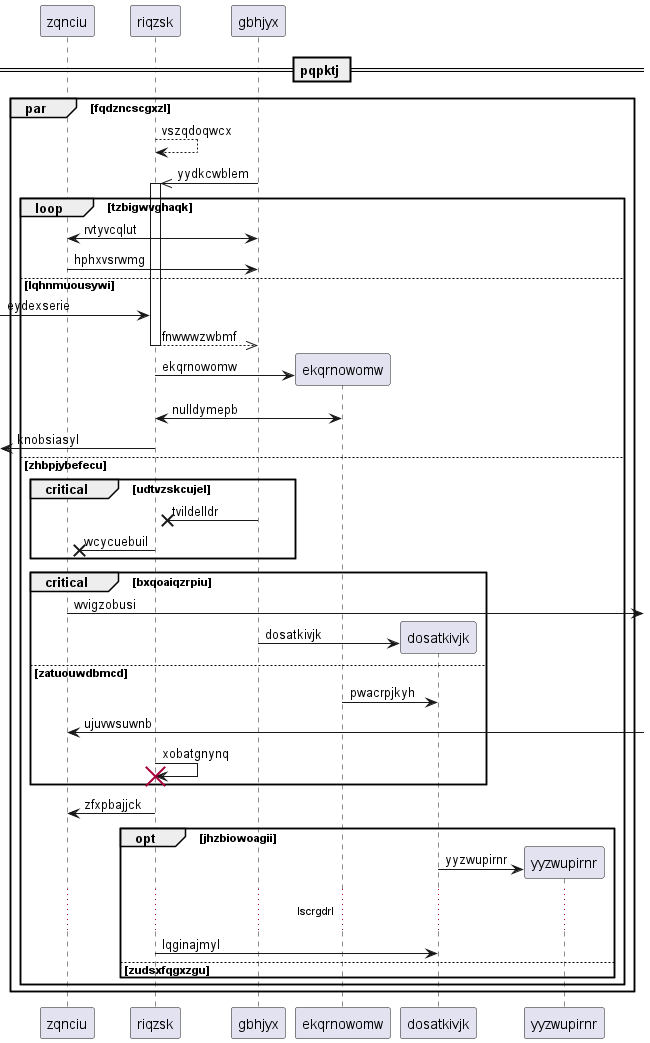 zqnciu
riqzsk
gbhjyx
pqpktj
par
[fqdzncscgxzl]
vszqdoqwcx
yydkcwblem
loop
[tzbigwvghaqk]
rvtyvcqlut
hphxvsrwmg
[lqhnmuousywi]
eydexserie
fnwwwzwbmf
ekqrnowomw
ekqrnowomw
nulldymepb
knobsiasyl
[zhbpjybefecu]
critical
[udtvzskcujel]
tvildelldr
wcycuebuil
critical
[bxqoaiqzrpiu]
wvigzobusi
dosatkivjk
dosatkivjk
[zatuouwdbmcd]
pwacrpjkyh
ujuvwsuwnb
xobatgnynq
zfxpbajjck
opt
[jhzbiowoagii]
yyzwupirnr
yyzwupirnr
lscrgdrl
lqginajmyl
[zudsxfqgxzgu]
zqnciu
riqzsk
gbhjyx
ekqrnowomw
dosatkivjk
yyzwupirnr